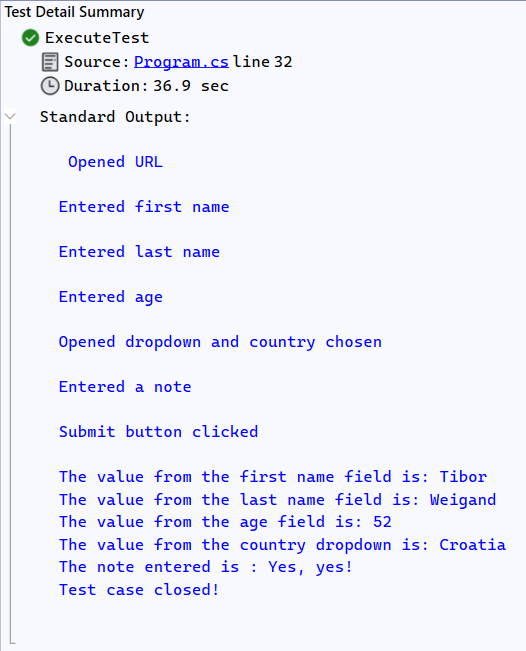 Test Detail Summary
ExecuteTest
Source: Program.cs line 32
Duration: 36.9 sec
Standard Output:
Opened URL
Entered first name
Entered last name
Entered age
Opened dropdown and country chosen
Entered a note
Submit button clicked
The value from the first name field is: Tibor
The value from the last name field is: Weigand
The value from the age field is: 52
The value from the country dropdown is: Croatia
The note entered is : Yes, yes!
Test case closed!